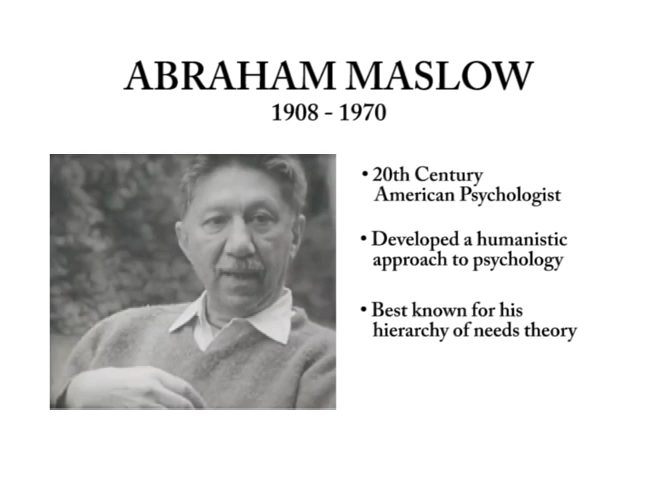 ABRAHAM MASLOW
1908 - 1970
• 20th Century
American Psychologist
• Developed a humanistic
approach to psychology
• Best known for his
hierarchy of needs theory